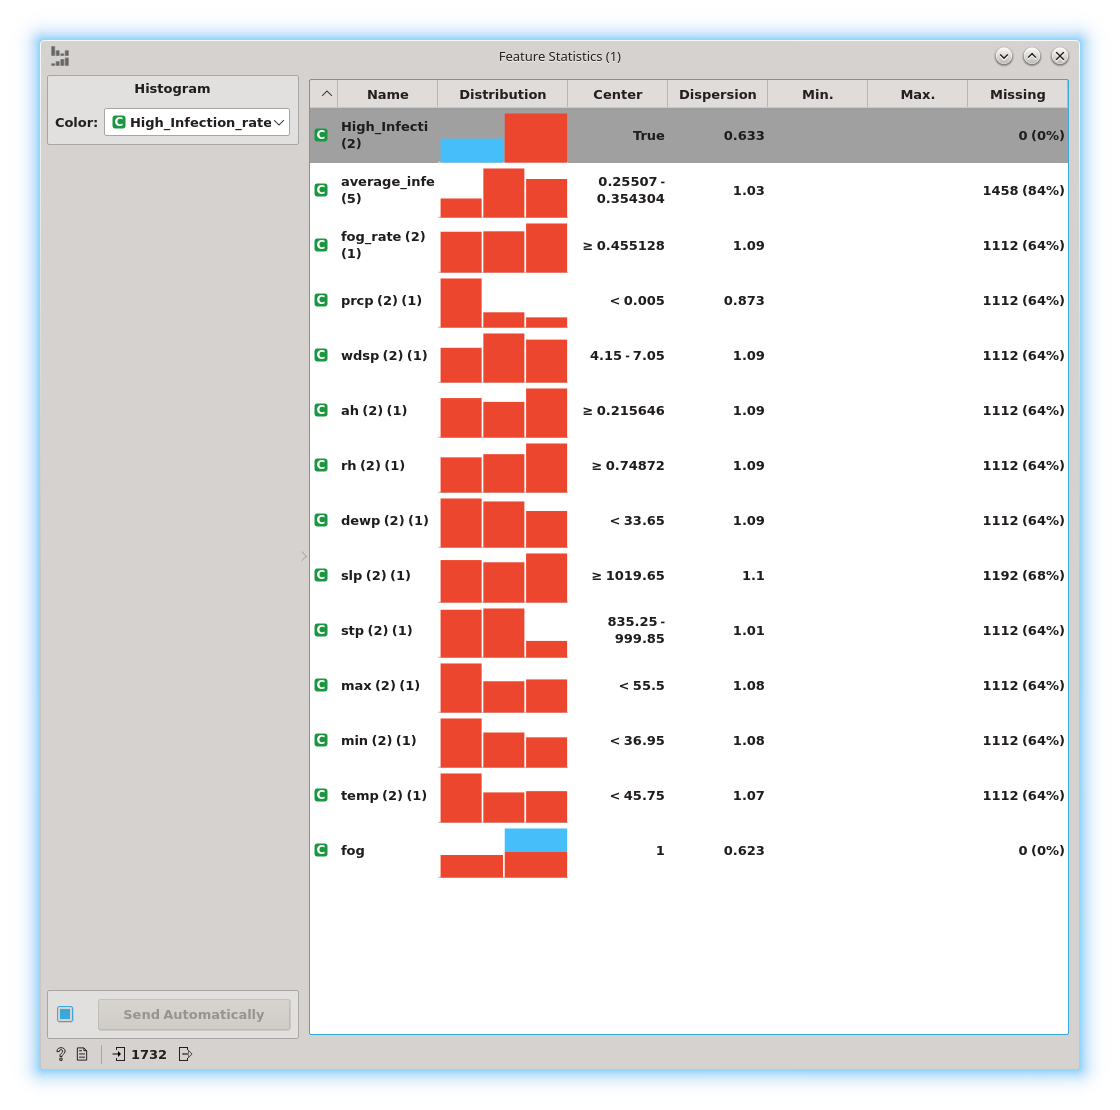 Feature Statistics (1)
Histogram
Color: C High_Infection_rate
Name Distribution Center Dispersion Min. Max. Missing
C High_Infecti True 0.633 0 (0%)
(2)
C average_infe 0.25507 - 1.03 1458 (84%)
(5) 0.354304
C fog_rate (2) ≥ 0.455128 1.09 1112 (64%)
(1)
C prcp (2) (1) < 0.005 0.873 1112 (64%)
C wdsp (2) (1) 4.15 - 7.05 1.09 1112 (64%)
C ah (2) (1) ≥ 0.215646 1.09 1112 (64%)
C rh (2) (1) ≥ 0.74872 1.09 1112 (64%)
C dewp (2) (1) < 33.65 1.09 1112 (64%)
C slp (2) (1) ≥ 1019.65 1.1 1192 (68%)
C stp (2) (1) 835.25 - 1.01 1112 (64%)
999.85
C max (2) (1) < 55.5 1.08 1112 (64%)
C min (2) (1) < 36.95 1.08 1112 (64%)
C temp (2) (1) < 45.75 1.07 1112 (64%)
C fog 1 0.623 0 (0%)
Send Automatically
? 1732